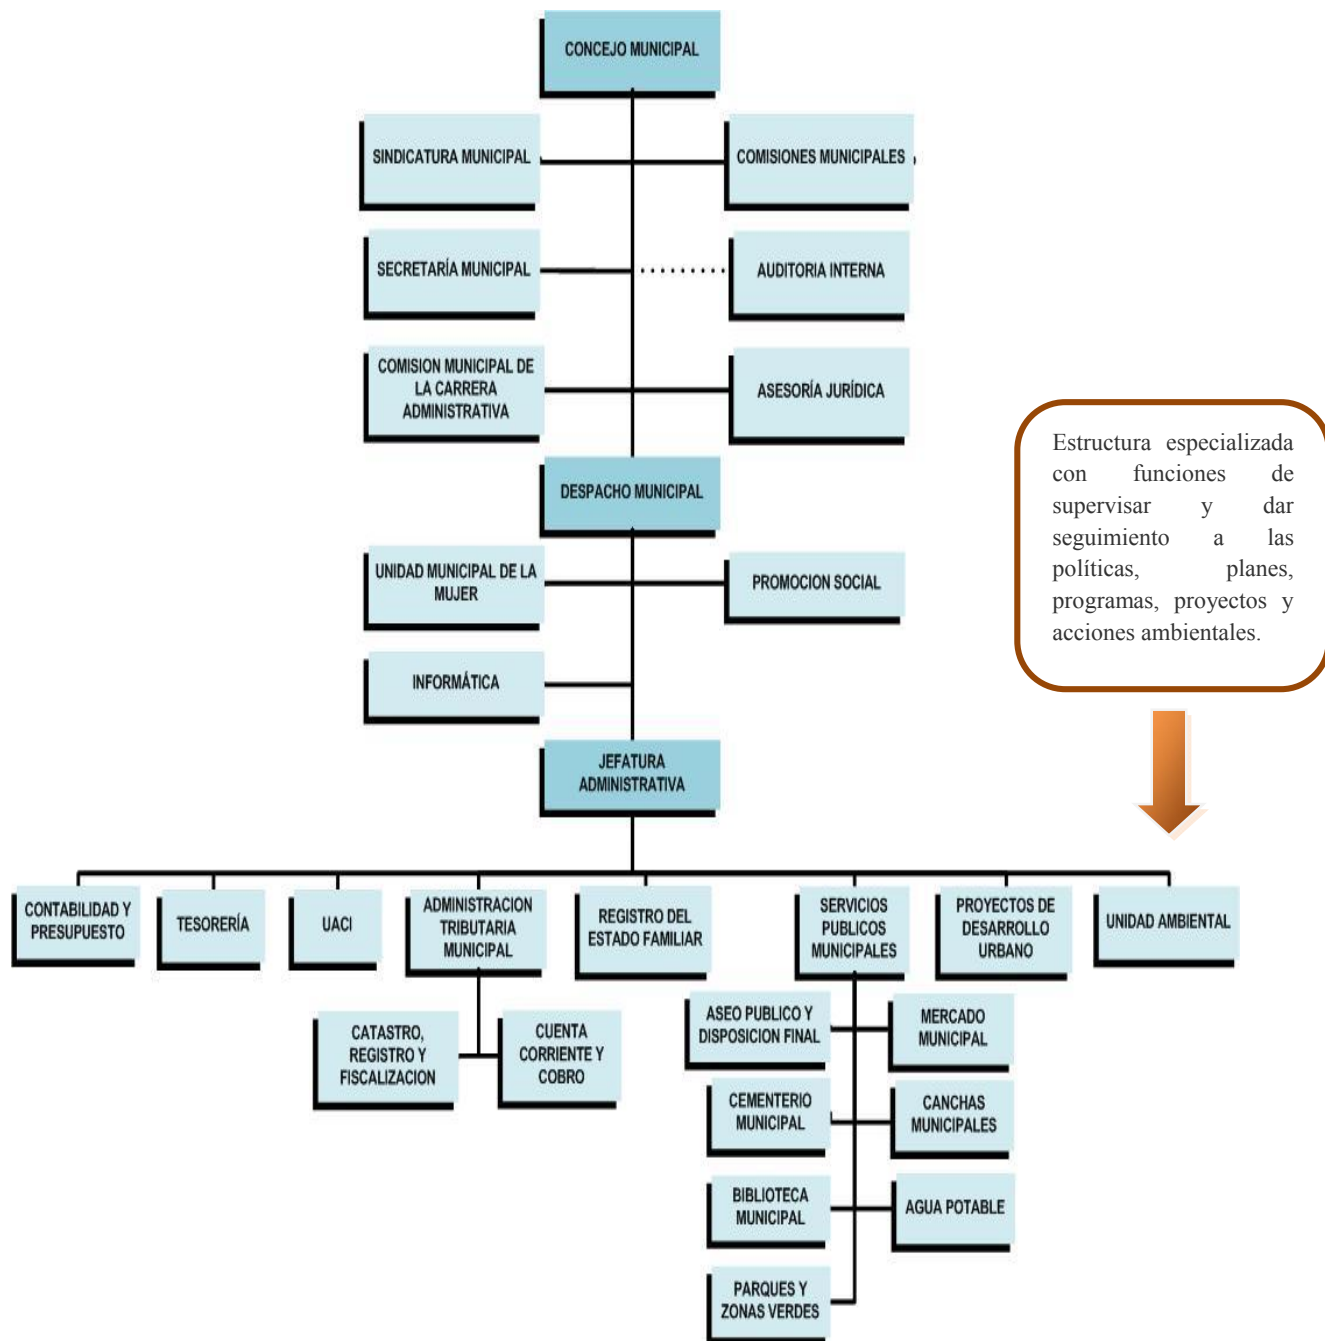 CONCEJO MUNICIPAL
SINDICATURA MUNICIPAL
COMISIONES MUNICIPALES
SECRETARÍA MUNICIPAL
AUDITORIA INTERNA
COMISION MUNICIPAL DE
LA CARRERA
ADMINISTRATIVA
ASESORÍA JURÍDICA
DESPACHO MUNICIPAL
UNIDAD MUNICIPAL DE LA
MUJER
PROMOCION SOCIAL
INFORMÁTICA
JEFATURA
ADMINISTRATIVA
Estructura especializada
con funciones de
supervisar y dar
seguimiento a las
políticas, planes,
programas, proyectos y
acciones ambientales.
CONTABILIDAD Y
PRESUPUESTO
TESORERÍA
UACI
ADMINISTRACION
TRIBUTARIA
MUNICIPAL
REGISTRO DEL
ESTADO FAMILIAR
SERVICIOS
PUBLICOS
MUNICIPALES
PROYECTOS DE
DESARROLLO
URBANO
UNIDAD AMBIENTAL
CATASTRO,
REGISTRO Y
FISCALIZACION
CUENTA
CORRIENTE Y
COBRO
ASEO PUBLICO Y
DISPOSICION FINAL
MERCADO
MUNICIPAL
CEMENTERIO
MUNICIPAL
CANCHAS
MUNICIPALES
BIBLIOTECA
MUNICIPAL
AGUA POTABLE
PARQUES Y
ZONAS VERDES